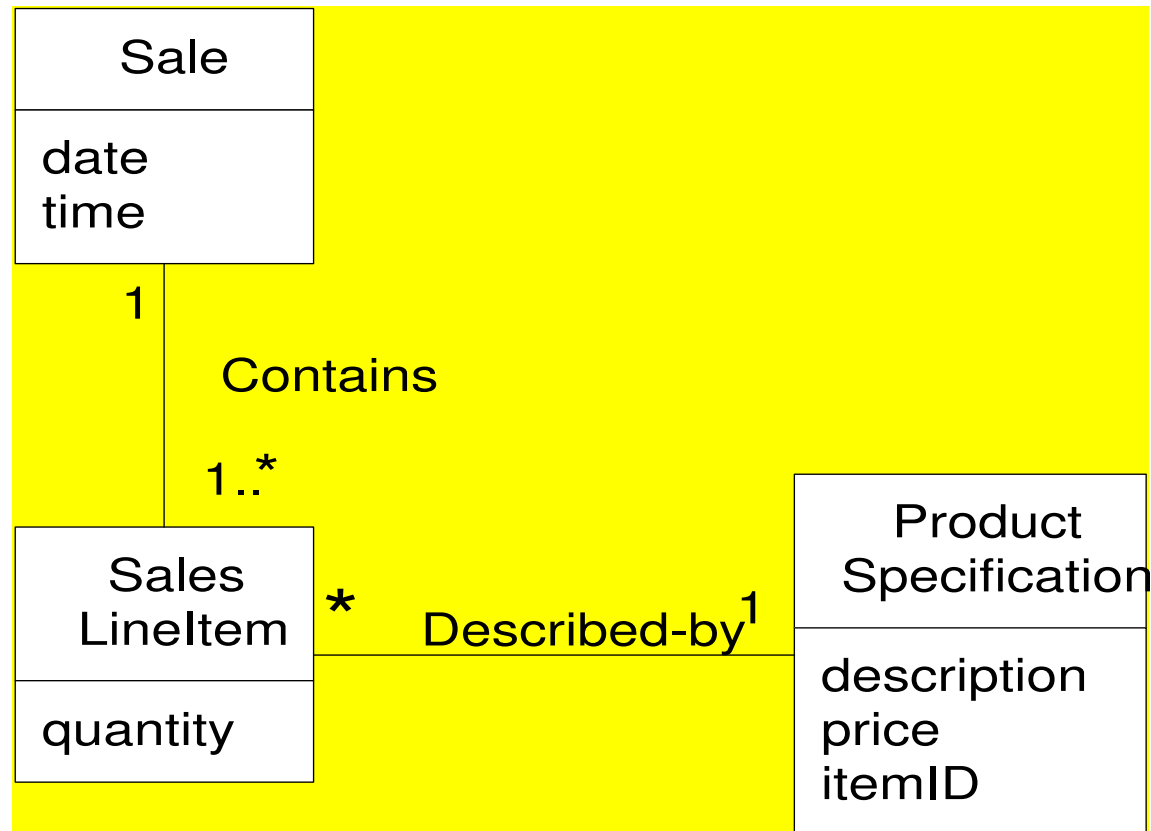 Sale
date
time
1
Contains
1..*
Sales
LineItem
quantity
*
Described-by
1
Product
Specification
description
price
itemID